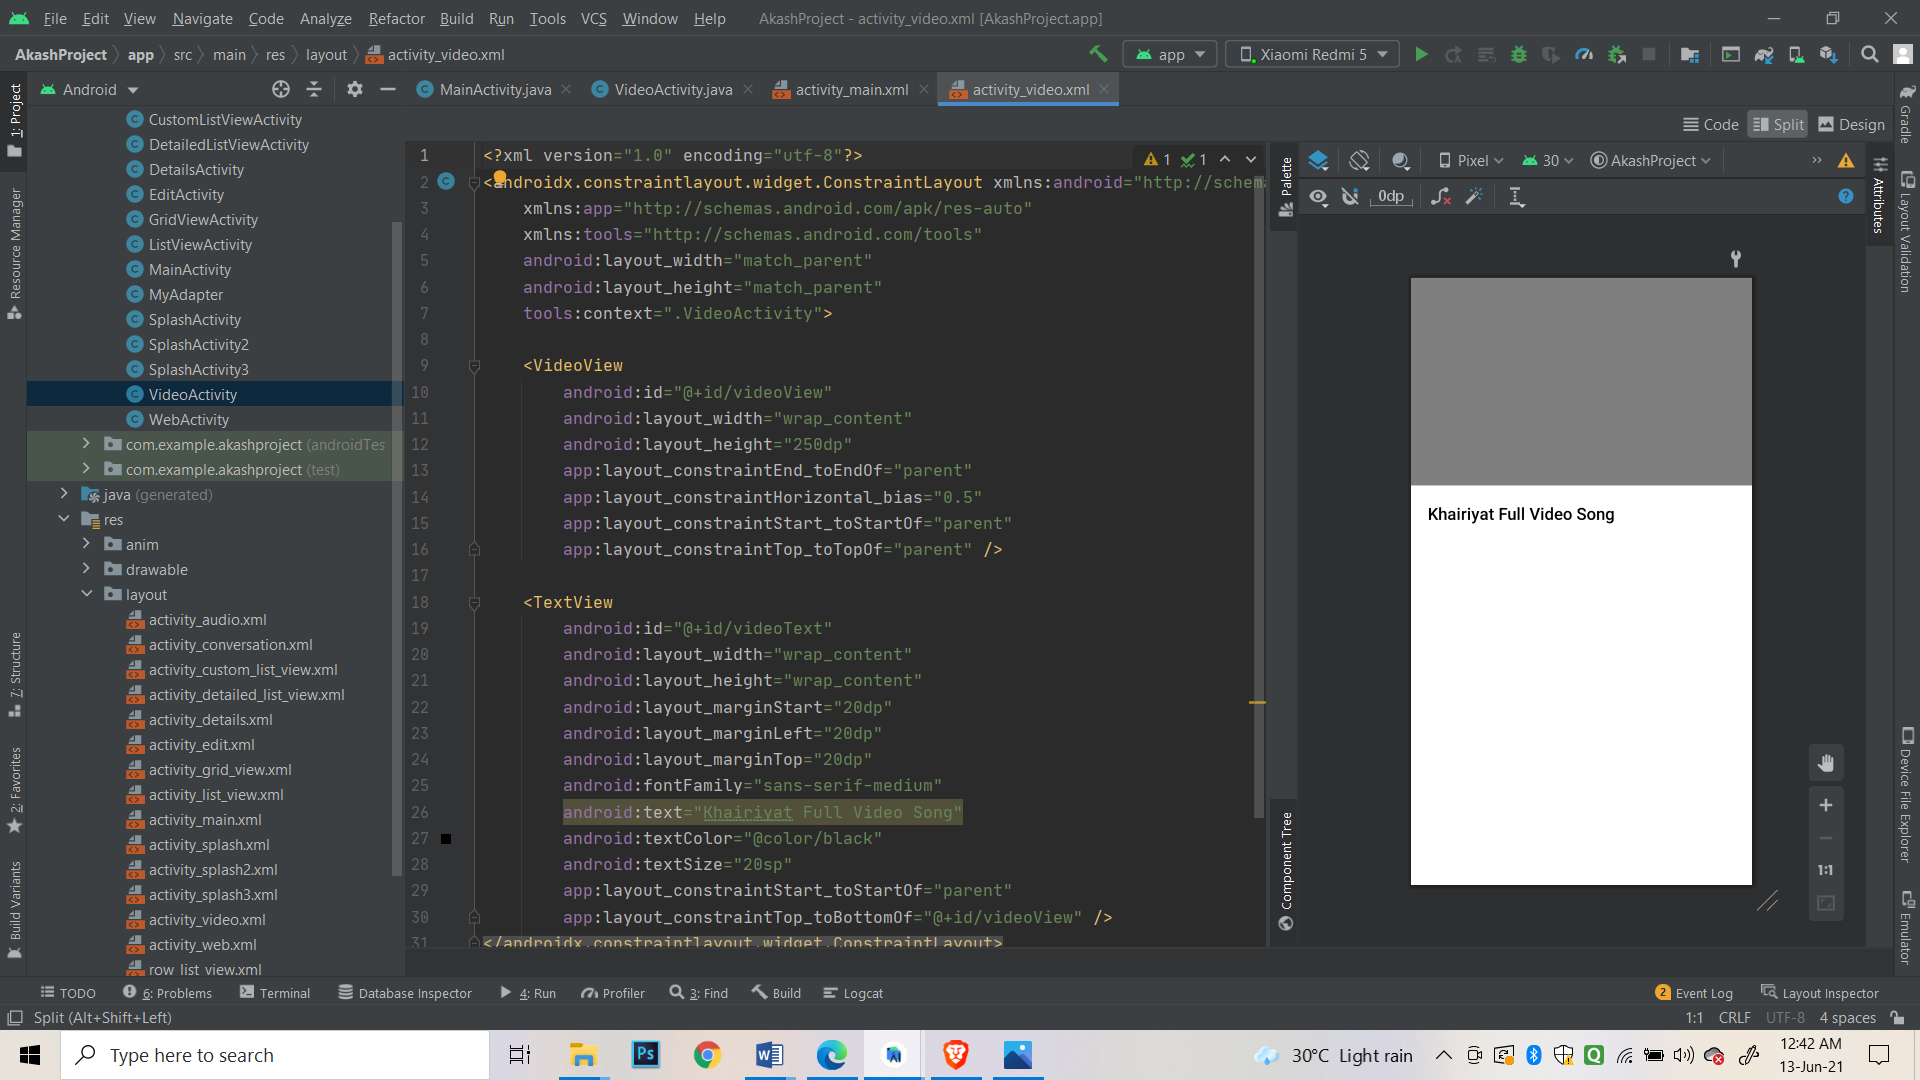 File Edit View Navigate Code Analyze Refactor Build Run Tools VCS Window Help AkashProject - activity_video.xml [AkashProject.app]
AkashProject app src main res layout activity_video.xml app Xiaomi Redmi 5
Android MainActivity.java VideoActivity.java activity_main.xml activity_video.xml
Code Split Design
1: Project
Resource Manager
7: Structure
2: Favorites
Build Variants
CustomListViewActivity
DetailedListViewActivity
DetailsActivity
EditActivity
GridViewActivity
ListViewActivity
MainActivity
MyAdapter
SplashActivity
SplashActivity2
SplashActivity3
VideoActivity
WebActivity
com.example.akashproject (androidTes
com.example.akashproject (test)
java (generated)
res
anim
drawable
layout
activity_audio.xml
activity_conversation.xml
activity_custom_list_view.xml
activity_detailed_list_view.xml
activity_details.xml
activity_edit.xml
activity_grid_view.xml
activity_list_view.xml
activity_main.xml
activity_splash.xml
activity_splash2.xml
activity_splash3.xml
activity_video.xml
activity_web.xml
row_list_view.xml
1 <?xml version="1.0" encoding="utf-8"?> 1 1
2 <androidx.constraintlayout.widget.ConstraintLayout xmlns:android="http://schem
3 xmlns:app="http://schemas.android.com/apk/res-auto"
4 xmlns:tools="http://schemas.android.com/tools"
5 android:layout_width="match_parent"
6 android:layout_height="match_parent"
7 tools:context=".VideoActivity">
8
9 <VideoView
10 android:id="@+id/videoView"
11 android:layout_width="wrap_content"
12 android:layout_height="250dp"
13 app:layout_constraintEnd_toEndOf="parent"
14 app:layout_constraintHorizontal_bias="0.5"
15 app:layout_constraintStart_toStartOf="parent"
16 app:layout_constraintTop_toTopOf="parent" />
17
18 <TextView
19 android:id="@+id/videoText"
20 android:layout_width="wrap_content"
21 android:layout_height="wrap_content"
22 android:layout_marginStart="20dp"
23 android:layout_marginLeft="20dp"
24 android:layout_marginTop="20dp"
25 android:fontFamily="sans-serif-medium"
26 android:text="Khairiyat Full Video Song"
27 android:textColor="@color/black"
28 android:textSize="20sp"
29 app:layout_constraintStart_toStartOf="parent"
30 app:layout_constraintTop_toBottomOf="@+id/videoView" />
31 </androidx.constraintlayout.widget.ConstraintLayout>
Palette
Component Tree
Pixel 30 AkashProject
0dp
Khairiyat Full Video Song
1:1
Attributes
Gradle
Layout Validation
Device File Explorer
Emulator
TODO 6: Problems Terminal Database Inspector 4: Run Profiler 3: Find Build Logcat 2 Event Log Layout Inspector
Split (Alt+Shift+Left) 1:1 CRLF UTF-8 4 spaces
Type here to search Ps 30°C Light rain 12:42 AM
13-Jun-21